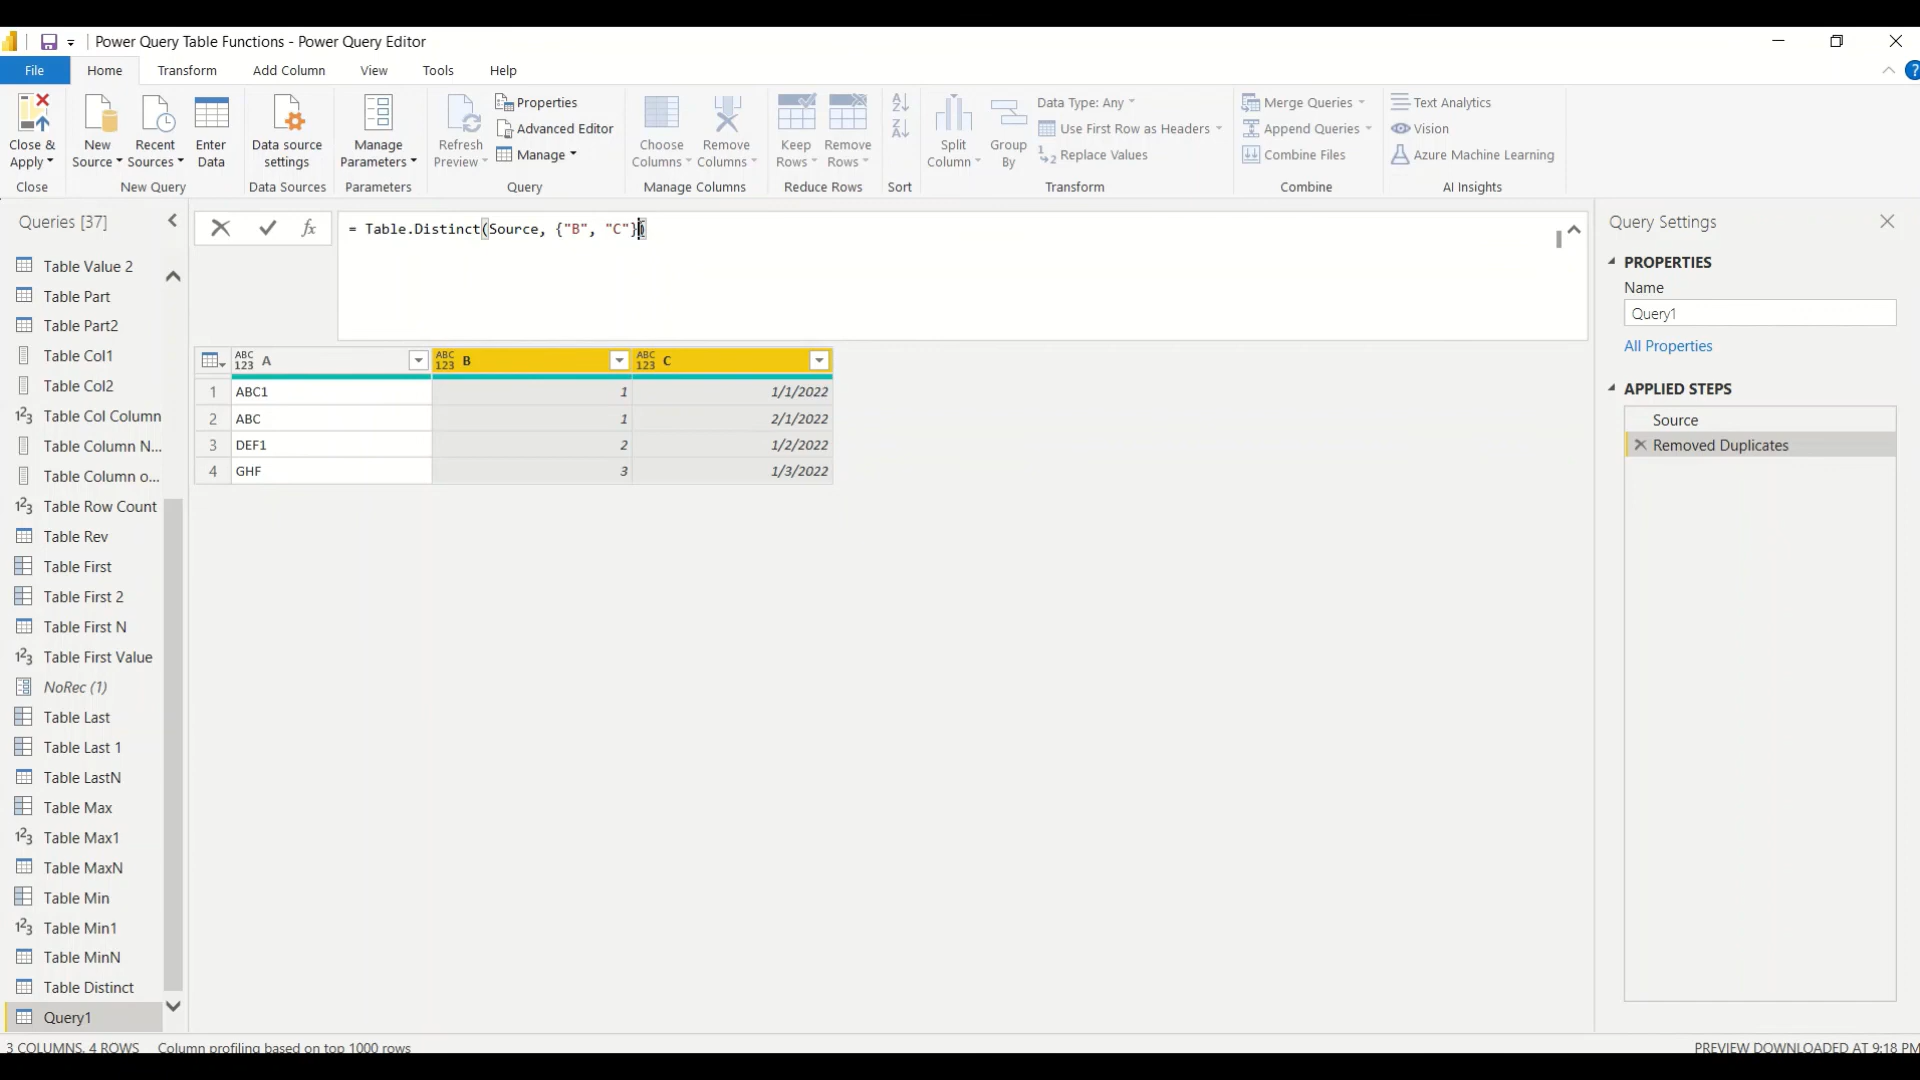 Power Query Table Functions - Power Query Editor
File Home Transform Add Column View Tools Help
Close & Apply
New Source
Recent Sources
Enter Data
Data source settings
Manage Parameters
Refresh Preview
Properties
Advanced Editor
Manage
Choose Columns
Remove Columns
Keep Rows
Remove Rows
Split Column
Group By
Data Type: Any
Use First Row as Headers
Replace Values
Merge Queries
Append Queries
Combine Files
Text Analytics
Vision
Azure Machine Learning
Close
New Query
Data Sources
Parameters
Query
Manage Columns
Reduce Rows
Sort
Transform
Combine
AI Insights
Queries [37]
Table Value 2
Table Part
Table Part2
Table Col1
Table Col2
Table Col Column
Table Column N...
Table Column o...
Table Row Count
Table Rev
Table First
Table First 2
Table First N
Table First Value
NoRec (1)
Table Last
Table Last 1
Table LastN
Table Max
Table Max1
Table MaxN
Table Min
Table Min1
Table MinN
Table Distinct
Query1
fx
= Table.Distinct(Source, {"B", "C"})
ABC 123 A ABC 123 B ABC 123 C
1 ABC1 1 1/1/2022
2 ABC 1 2/1/2022
3 DEF1 2 1/2/2022
4 GHF 3 1/3/2022
Query Settings
PROPERTIES
Name
Query1
All Properties
APPLIED STEPS
Source
Removed Duplicates
3 COLUMNS, 4 ROWS Column profiling based on top 1000 rows
PREVIEW DOWNLOADED AT 9:18 PM